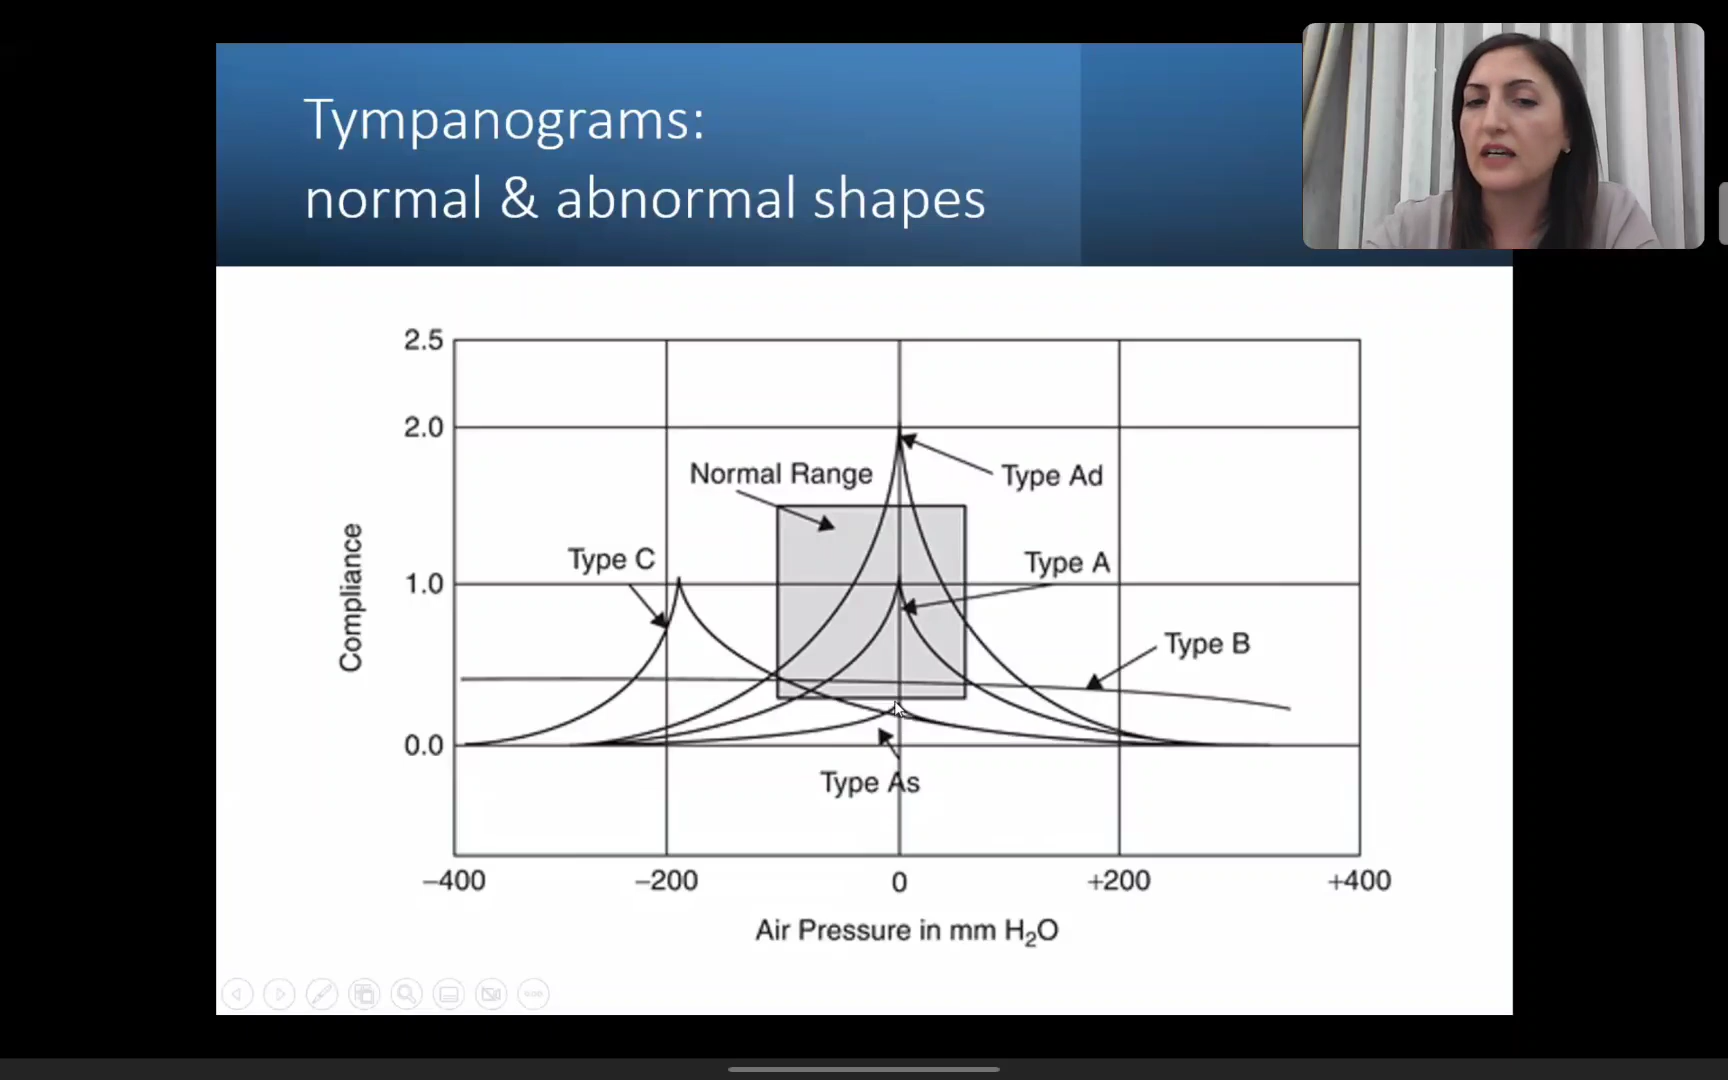 Tympanograms:
normal & abnormal shapes
2.5
2.0
Normal Range
Type Ad
Type C
Type A
1.0
Compliance
Type B
0.0
Type As
−400
−200
0
+200
+400
Air Pressure in mm H₂O